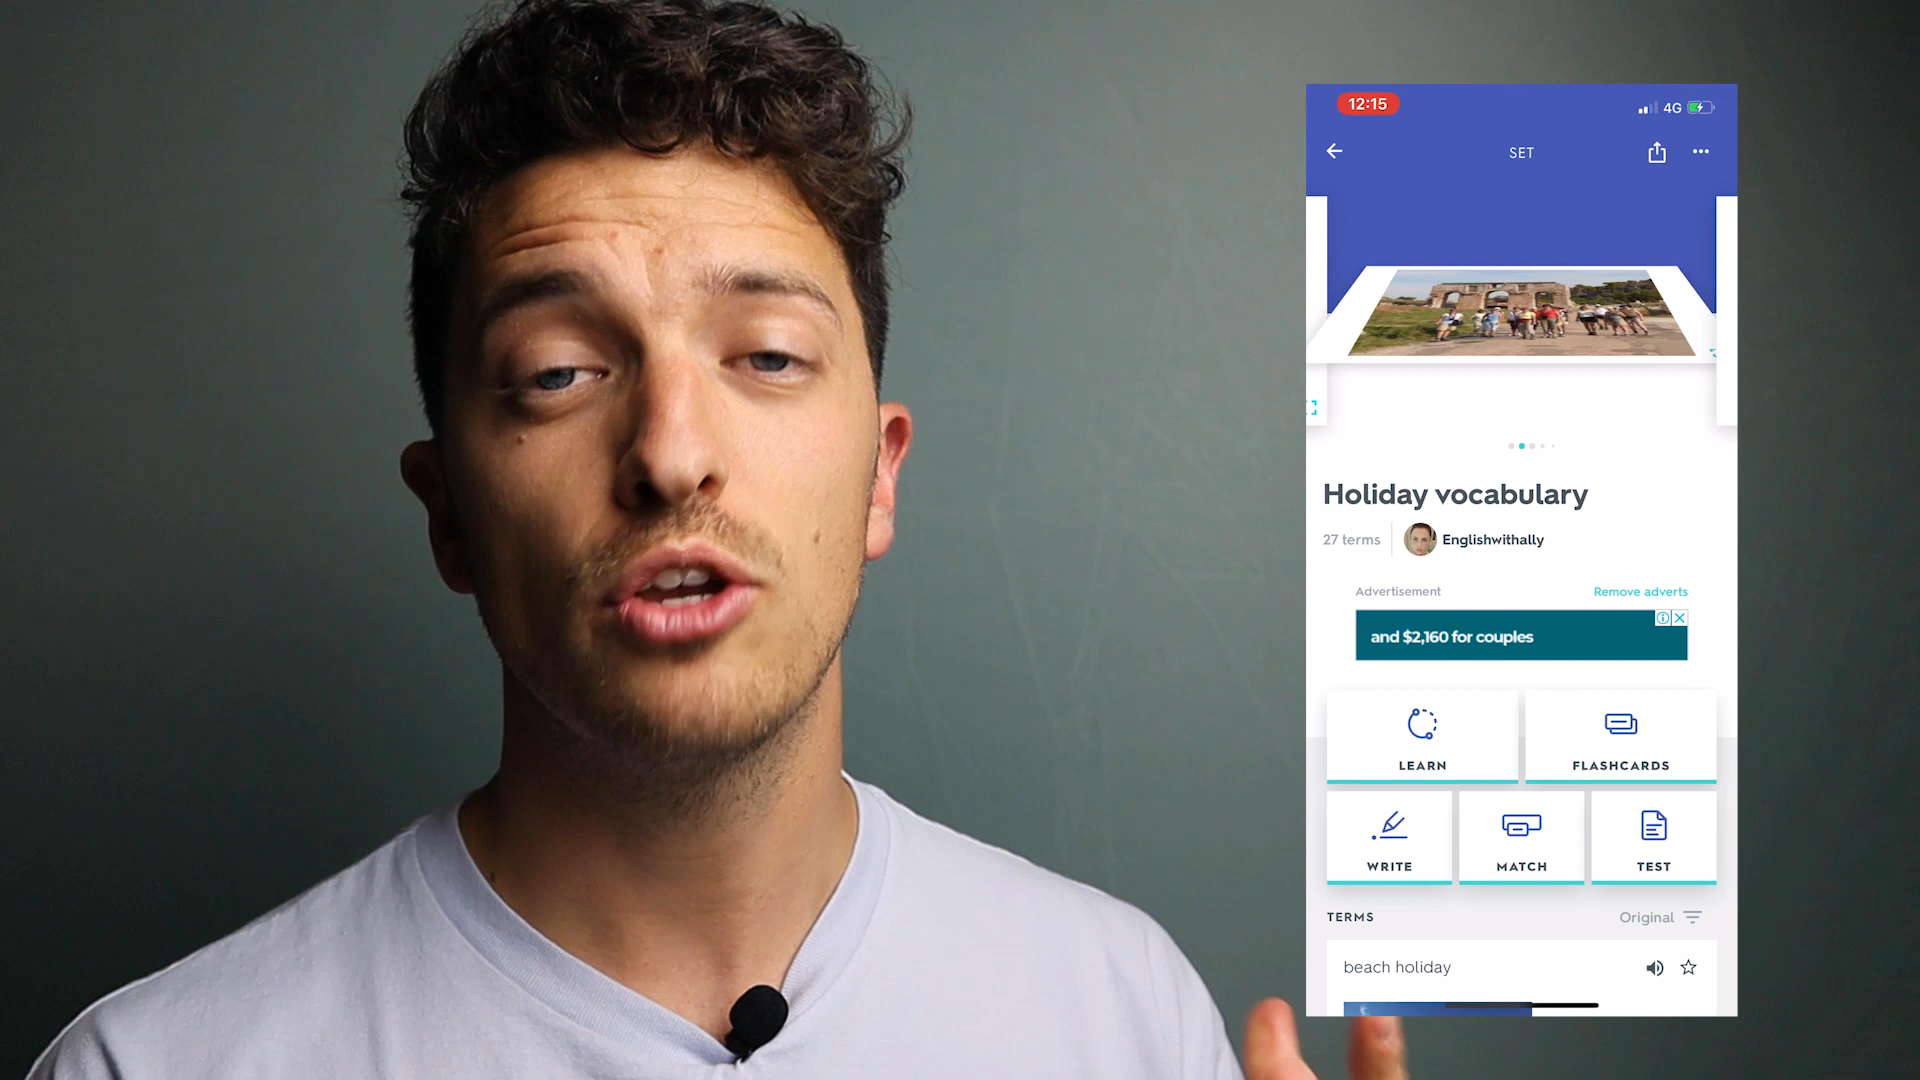 12:15
4G
SET
Holiday vocabulary
27 terms
Englishwithally
Advertisement
Remove adverts
and $2,160 for couples
LEARN
FLASHCARDS
WRITE
MATCH
TEST
TERMS
Original
beach holiday